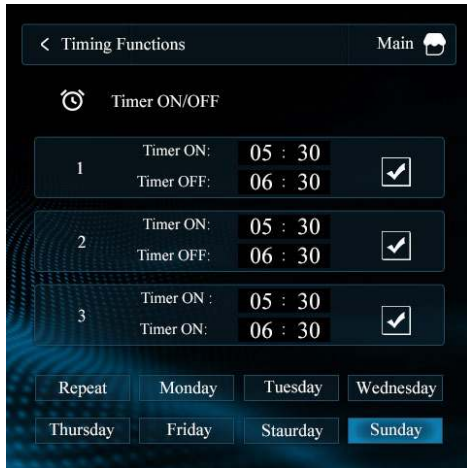 < Timing Functions Main
Timer ON/OFF
1
Timer ON: 05 : 30
Timer OFF: 06 : 30
2
Timer ON: 05 : 30
Timer OFF: 06 : 30
3
Timer ON : 05 : 30
Timer ON: 06 : 30
Repeat Monday Tuesday Wednesday
Thursday Friday Staurday Sunday